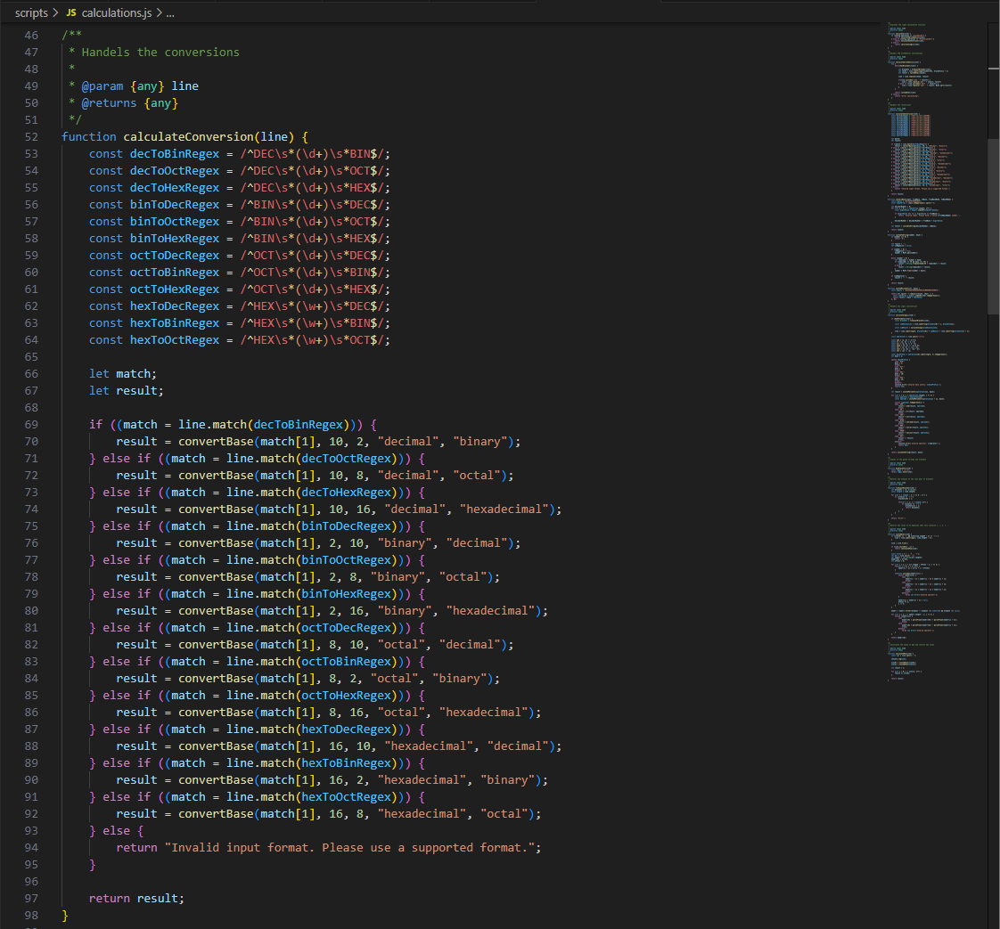 scripts > JS calculations.js > ...
46 /**
47 * Handels the conversions
48 *
49 * @param {any} line
50 * @returns {any}
51 */
52 function calculateConversion(line) {
53 const decToBinRegex = /^DEC\s*(\d+)\s*BIN$/;
54 const decToOctRegex = /^DEC\s*(\d+)\s*OCT$/;
55 const decToHexRegex = /^DEC\s*(\d+)\s*HEX$/;
56 const binToDecRegex = /^BIN\s*(\d+)\s*DEC$/;
57 const binToOctRegex = /^BIN\s*(\d+)\s*OCT$/;
58 const binToHexRegex = /^BIN\s*(\d+)\s*HEX$/;
59 const octToDecRegex = /^OCT\s*(\d+)\s*DEC$/;
60 const octToBinRegex = /^OCT\s*(\d+)\s*BIN$/;
61 const octToHexRegex = /^OCT\s*(\d+)\s*HEX$/;
62 const hexToDecRegex = /^HEX\s*(\w+)\s*DEC$/;
63 const hexToBinRegex = /^HEX\s*(\w+)\s*BIN$/;
64 const hexToOctRegex = /^HEX\s*(\w+)\s*OCT$/;
65
66 let match;
67 let result;
68
69 if ((match = line.match(decToBinRegex))) {
70 result = convertBase(match[1], 10, 2, "decimal", "binary");
71 } else if ((match = line.match(decToOctRegex))) {
72 result = convertBase(match[1], 10, 8, "decimal", "octal");
73 } else if ((match = line.match(decToHexRegex))) {
74 result = convertBase(match[1], 10, 16, "decimal", "hexadecimal");
75 } else if ((match = line.match(binToDecRegex))) {
76 result = convertBase(match[1], 2, 10, "binary", "decimal");
77 } else if ((match = line.match(binToOctRegex))) {
78 result = convertBase(match[1], 2, 8, "binary", "octal");
79 } else if ((match = line.match(binToHexRegex))) {
80 result = convertBase(match[1], 2, 16, "binary", "hexadecimal");
81 } else if ((match = line.match(octToDecRegex))) {
82 result = convertBase(match[1], 8, 10, "octal", "decimal");
83 } else if ((match = line.match(octToBinRegex))) {
84 result = convertBase(match[1], 8, 2, "octal", "binary");
85 } else if ((match = line.match(octToHexRegex))) {
86 result = convertBase(match[1], 8, 16, "octal", "hexadecimal");
87 } else if ((match = line.match(hexToDecRegex))) {
88 result = convertBase(match[1], 16, 10, "hexadecimal", "decimal");
89 } else if ((match = line.match(hexToBinRegex))) {
90 result = convertBase(match[1], 16, 2, "hexadecimal", "binary");
91 } else if ((match = line.match(hexToOctRegex))) {
92 result = convertBase(match[1], 16, 8, "hexadecimal", "octal");
93 } else {
94 return "Invalid input format. Please use a supported format.";
95 }
96
97 return result;
98 }